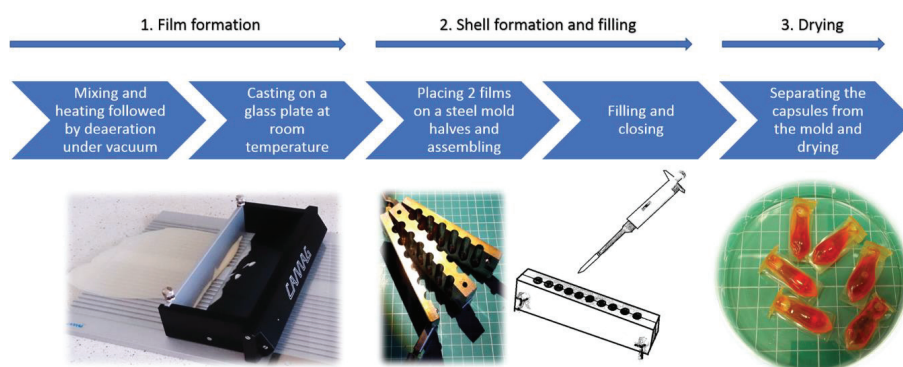 1. Film formation
2. Shell formation and filling
3. Drying
Mixing and
heating followed
by deaeration
under vacuum
Casting on a
glass plate at
room
temperature
Placing 2 films
on a steel mold
halves and
assembling
Filling and
closing
Separating the
capsules from
the mold and
drying
CAMAG